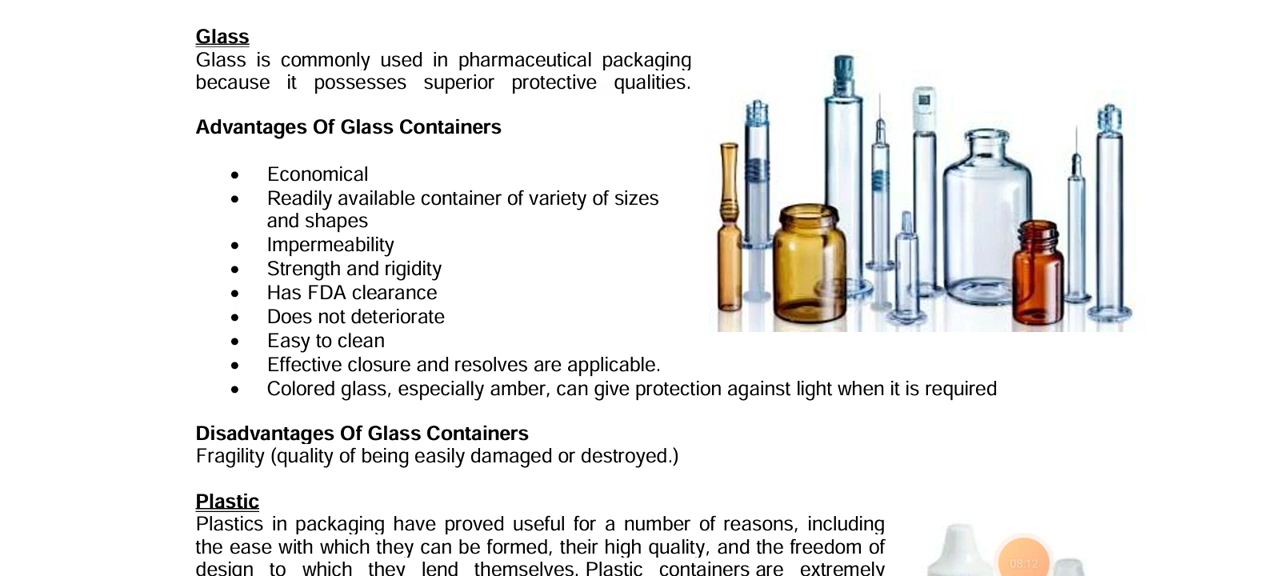 Glass
Glass is commonly used in pharmaceutical packaging
because it possesses superior protective qualities.
Advantages Of Glass Containers
• Economical
• Readily available container of variety of sizes
and shapes
• Impermeability
• Strength and rigidity
• Has FDA clearance
• Does not deteriorate
• Easy to clean
• Effective closure and resolves are applicable.
• Colored glass, especially amber, can give protection against light when it is required
Disadvantages Of Glass Containers
Fragility (quality of being easily damaged or destroyed.)
Plastic
Plastics in packaging have proved useful for a number of reasons, including
the ease with which they can be formed, their high quality, and the freedom of
design to which they lend themselves. Plastic containers are extremely
08:12